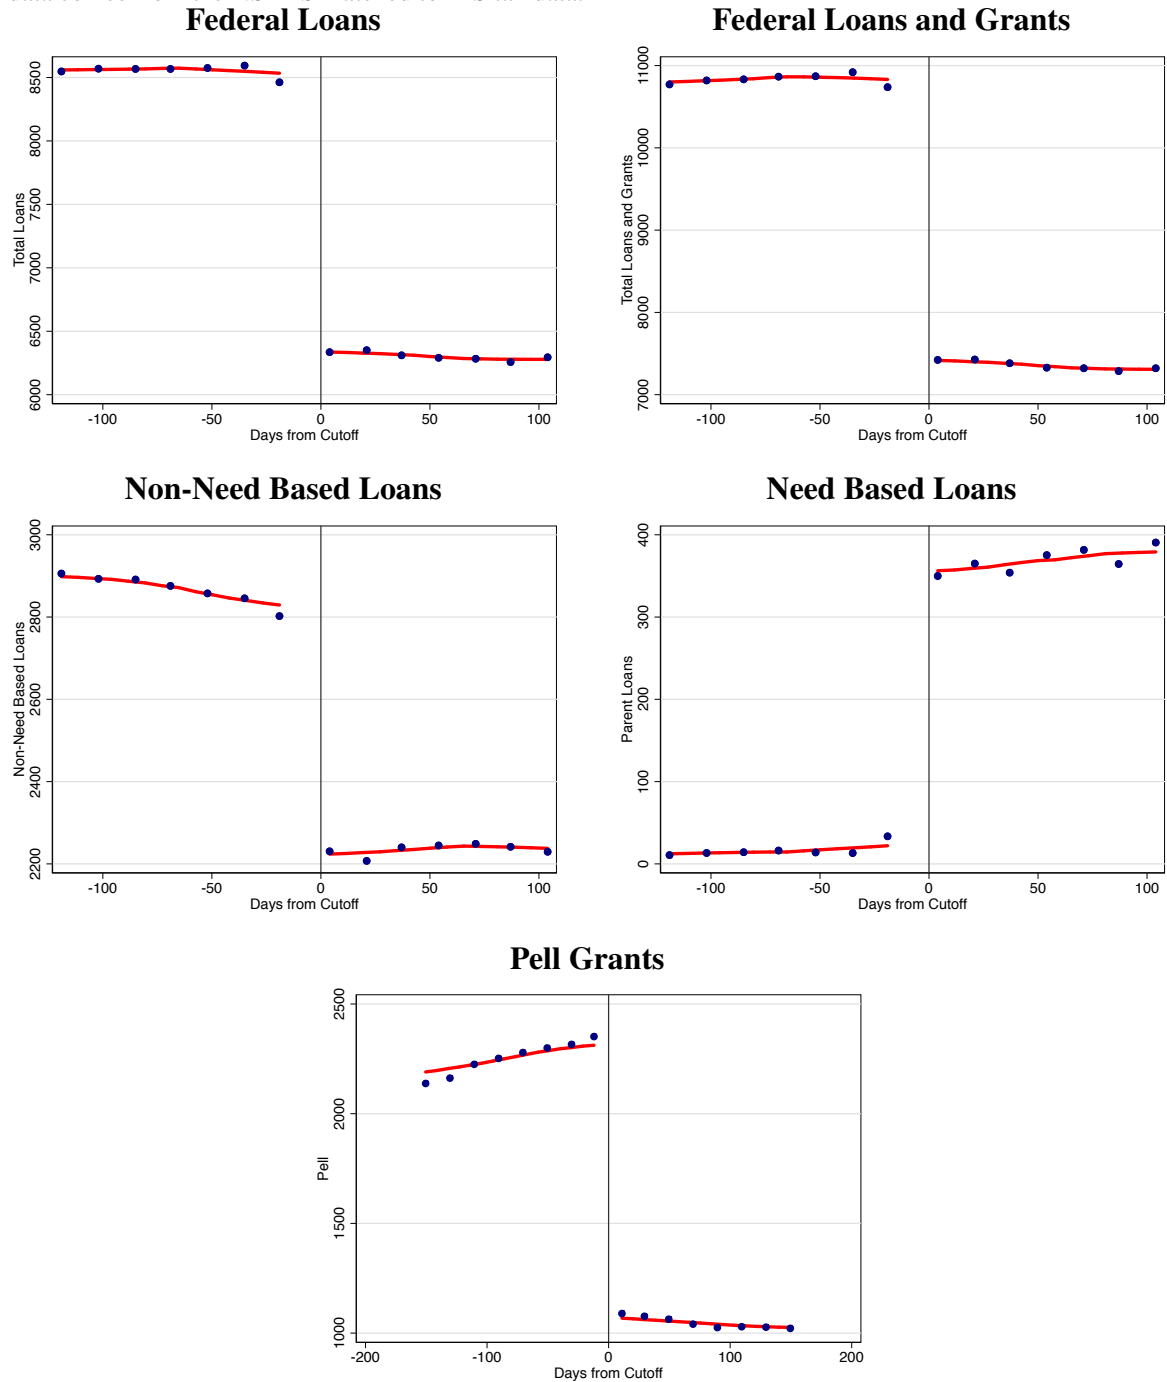 Federal Loans
Federal Loans and Grants
Total Loans
8500
8000
7500
7000
6500
6000
-100 -50 0 50 100
Days from Cutoff
Total Loans and Grants
11000
10000
9000
8000
7000
-100 -50 0 50 100
Days from Cutoff
Non-Need Based Loans
Need Based Loans
Non-Need Based Loans
3000
2800
2600
2400
2200
-100 -50 0 50 100
Days from Cutoff
Parent Loans
400
300
200
100
0
-100 -50 0 50 100
Days from Cutoff
Pell Grants
Pell
2500
2000
1500
1000
-200 -100 0 100 200
Days from Cutoff